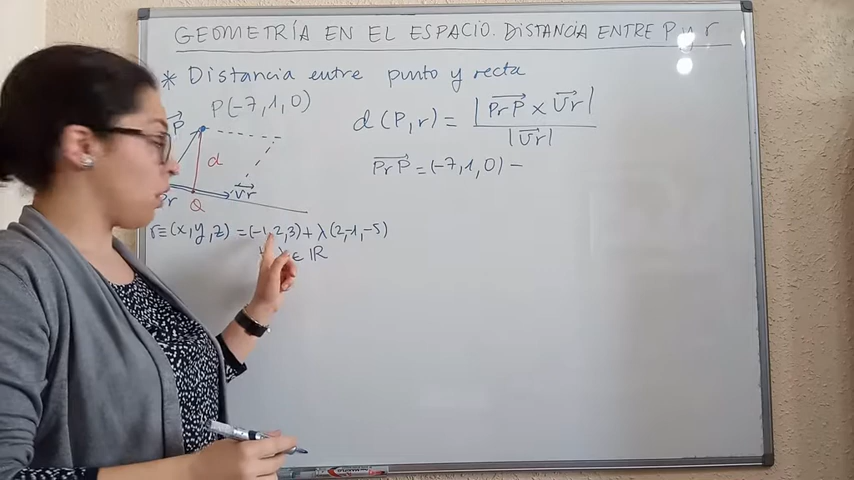 GEOMETRÍA EN EL ESPACIO. DISTANCIA ENTRE P y r
* Distancia entre punto y recta
P(-7,1,0)
d(P,r) = |PrP x Vr| / |Vr|
P
d
PrP = (-7,1,0) -
Pr
Q
Vr
r≡(x,y,z) = (-1,2,3) + λ(2,-1,-5)
∈ IR